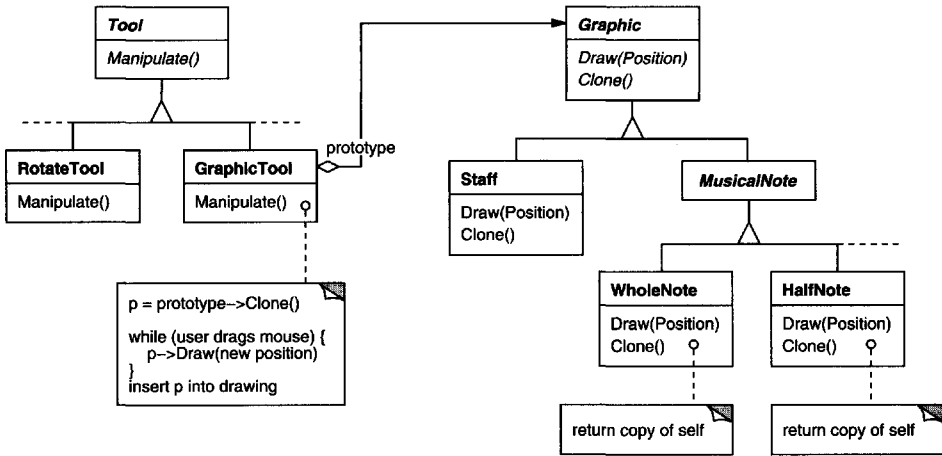 Tool
Manipulate()
RotateTool
Manipulate()
GraphicTool
Manipulate()
prototype
p = prototype->Clone()
while (user drags mouse) {
p->Draw(new position)
}
insert p into drawing
Graphic
Draw(Position)
Clone()
Staff
Draw(Position)
Clone()
MusicalNote
WholeNote
Draw(Position)
Clone()
return copy of self
HalfNote
Draw(Position)
Clone()
return copy of self